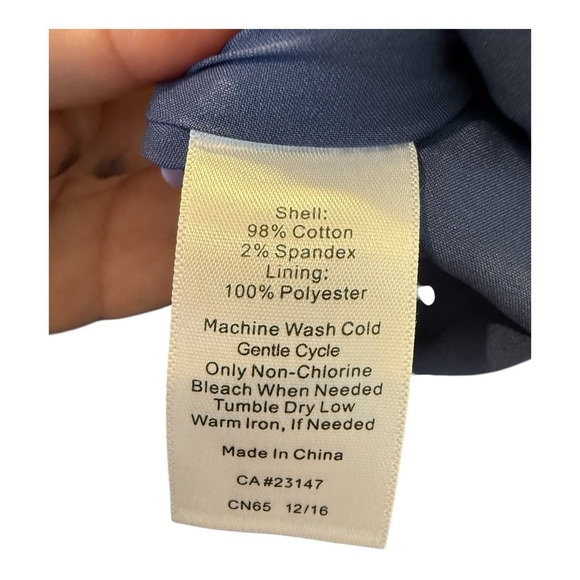 Shell:
98% Cotton
2% Spandex
Lining:
100% Polyester
Machine Wash Cold
Gentle Cycle
Only Non-Chlorine
Bleach When Needed
Tumble Dry Low
Warm Iron, If Needed
Made In China
CA#23147
CN65 12/16